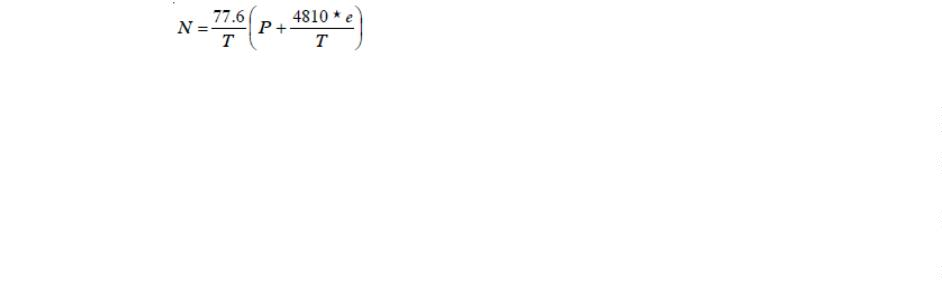 N = 77.6/T (P + 4810 * e/T)